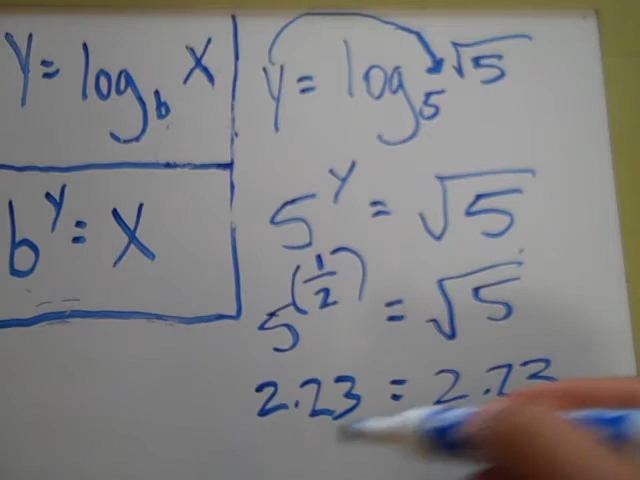 y = log_b x
b^y = x
y = log_5 √5
5^y = √5
5^(1/2) = √5
2.23 = 2.23